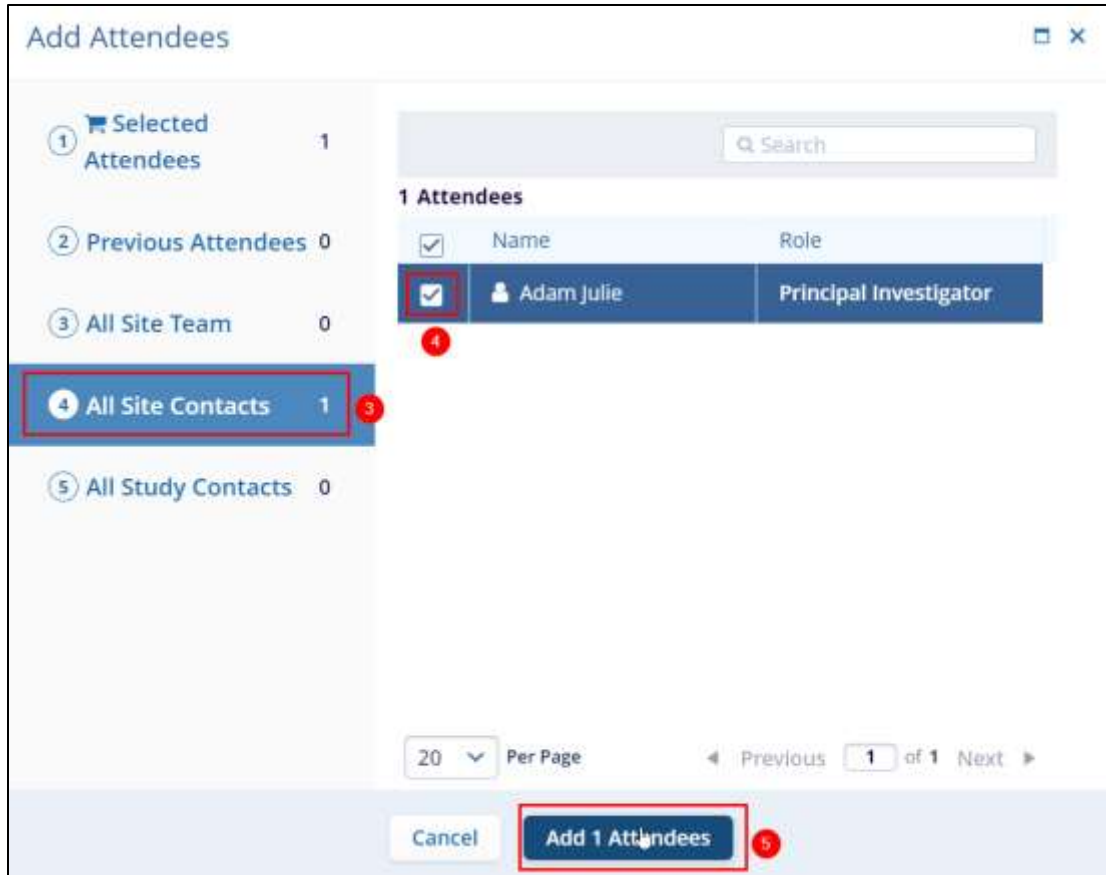 Add Attendees
1 Selected Attendees 1
2 Previous Attendees 0
3 All Site Team 0
4 All Site Contacts 1 3
5 All Study Contacts 0
Search
1 Attendees
Name Role
Adam Julie Principal Investigator
4
20 Per Page Previous 1 of 1 Next
Cancel Add 1 Attendees 5